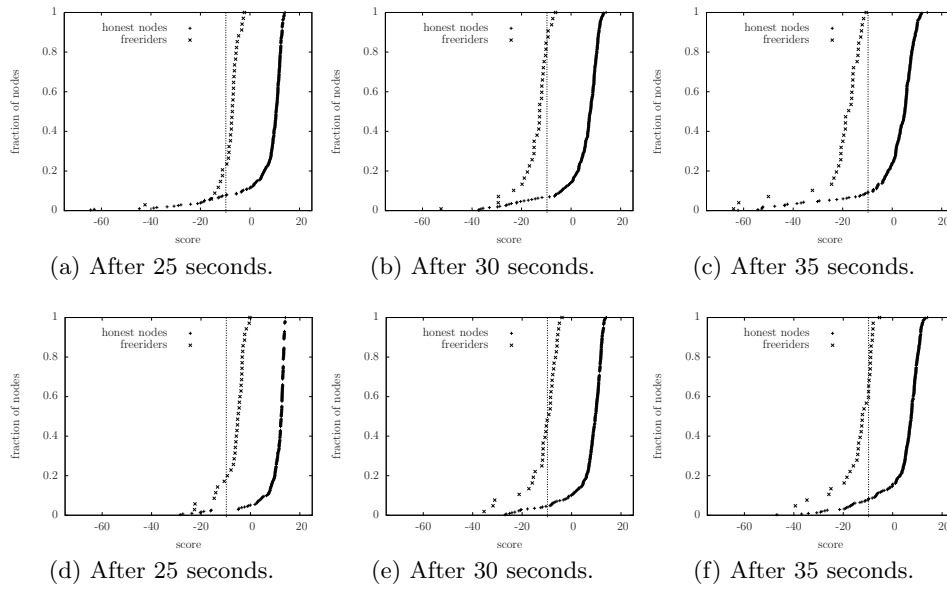 1
0.8
0.6
0.4
0.2
0
fraction of nodes
honest nodes
freeriders
-60 -40 -20 0 20
score
(a) After 25 seconds.
1
0.8
0.6
0.4
0.2
0
fraction of nodes
honest nodes
freeriders
-60 -40 -20 0 20
score
(b) After 30 seconds.
1
0.8
0.6
0.4
0.2
0
fraction of nodes
honest nodes
freeriders
-60 -40 -20 0 20
score
(c) After 35 seconds.
1
0.8
0.6
0.4
0.2
0
fraction of nodes
honest nodes
freeriders
-60 -40 -20 0 20
score
(d) After 25 seconds.
1
0.8
0.6
0.4
0.2
0
fraction of nodes
honest nodes
freeriders
-60 -40 -20 0 20
score
(e) After 30 seconds.
1
0.8
0.6
0.4
0.2
0
fraction of nodes
honest nodes
freeriders
-60 -40 -20 0 20
score
(f) After 35 seconds.